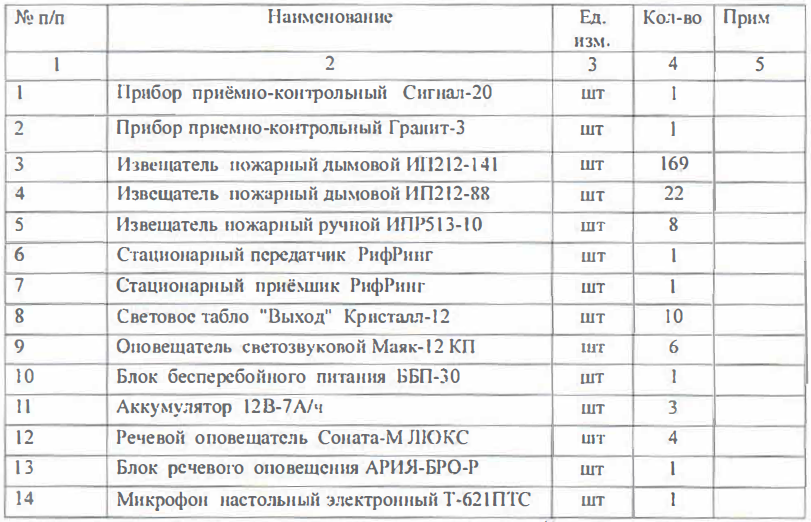 № п/п Наименование Ед. изм. Кол-во Прим
1 2 3 4 5
1 Прибор приёмно-контрольный Сигнал-20 шт 1
2 Прибор приемно-контрольный Гранит-3 шт 1
3 Извещатель пожарный дымовой ИП212-141 шт 169
4 Извещатель пожарный дымовой ИП212-88 шт 22
5 Извещатель пожарный ручной ИПР513-10 шт 8
6 Стационарный передатчик РифРинг шт 1
7 Стационарный приёмник РифРинг шт 1
8 Световое табло "Выход" Кристалл-12 шт 10
9 Оповещатель светозвуковой Маяк-12 КП шт 6
10 Блок бесперебойного питания ББП-30 шт 1
11 Аккумулятор 12В-7А/ч шт 3
12 Речевой оповещатель Соната-М ЛЮКС шт 4
13 Блок речевого оповещения АРИЯ-БРО-Р шт 1
14 Микрофон настольный электронный Т-621ПТС шт 1